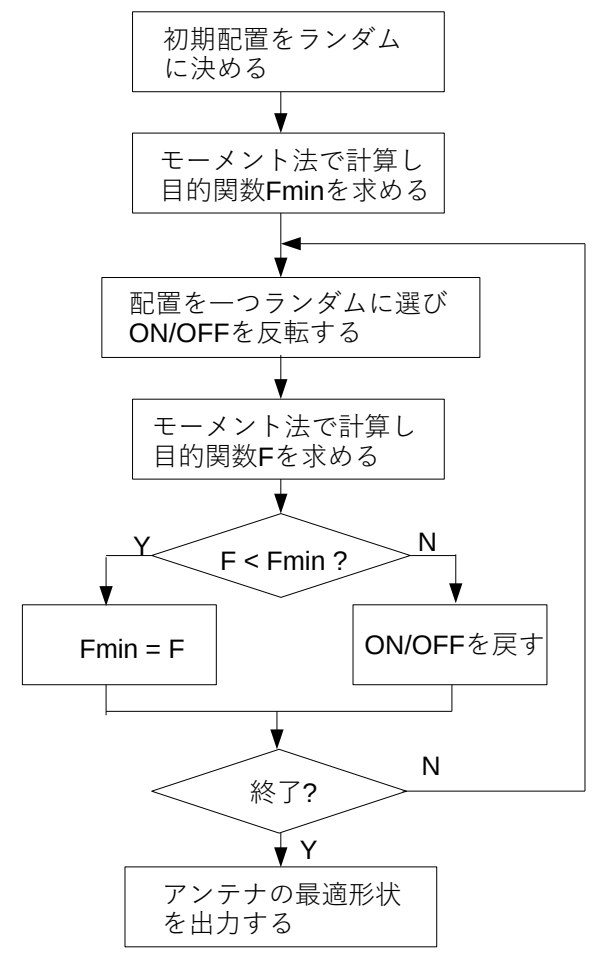 初期配置をランダム
に決める
モーメント法で計算し
目的関数Fminを求める
配置を一つランダムに選び
ON/OFFを反転する
モーメント法で計算し
目的関数Fを求める
Y
F < Fmin ?
N
Fmin = F
ON/OFFを戻す
N
終了?
Y
アンテナの最適形状
を出力する